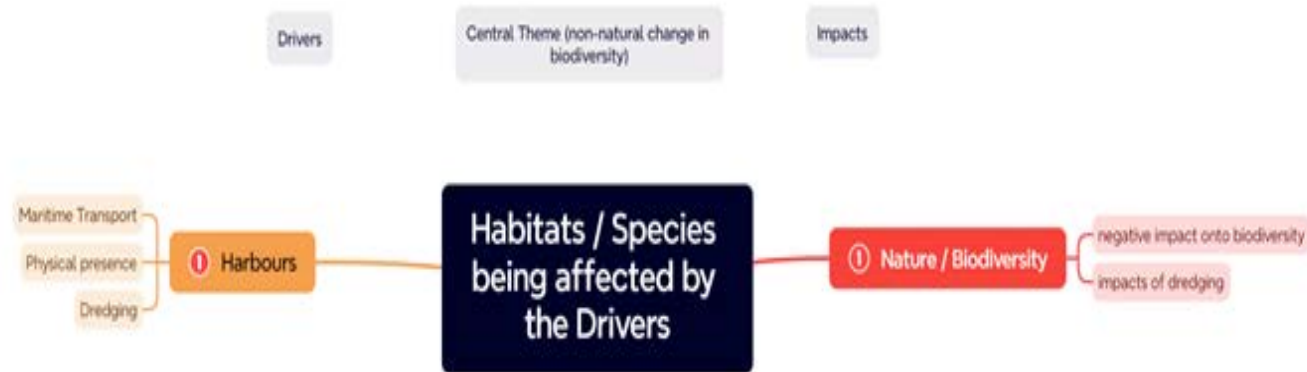 Drivers
Central Theme (non-natural change in
biodiversity)
Impacts
Maritime Transport
Physical presence
Dredging
Harbours
Habitats / Species
being affected by
the Drivers
Nature / Biodiversity
negative impact onto biodiversity
impacts of dredging